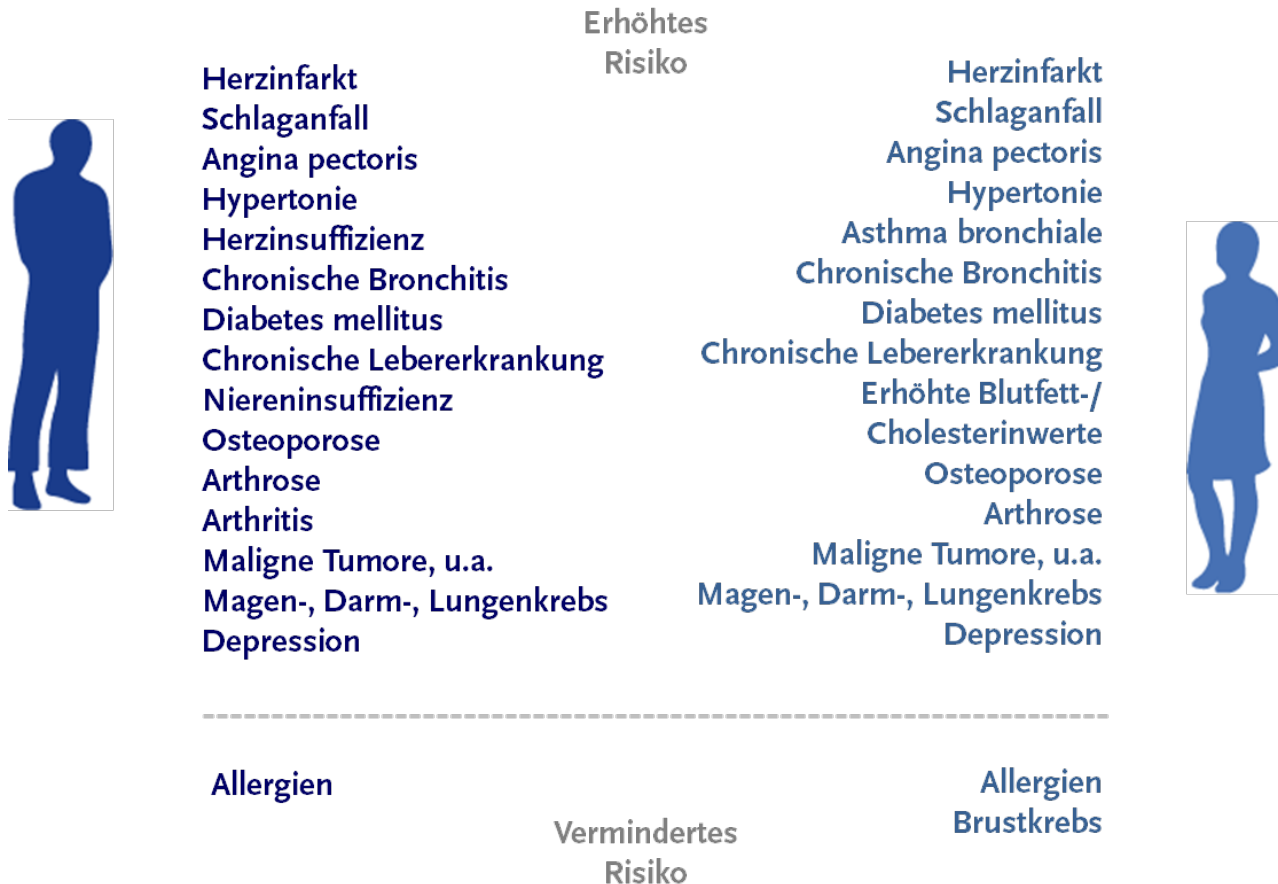 Erhöhtes
Risiko
Herzinfarkt
Schlaganfall
Angina pectoris
Hypertonie
Herzinsuffizienz
Chronische Bronchitis
Diabetes mellitus
Chronische Lebererkrankung
Niereninsuffizienz
Osteoporose
Arthrose
Arthritis
Maligne Tumore, u.a.
Magen-, Darm-, Lungenkrebs
Depression
Herzinfarkt
Schlaganfall
Angina pectoris
Hypertonie
Asthma bronchiale
Chronische Bronchitis
Diabetes mellitus
Chronische Lebererkrankung
Erhöhte Blutfett-/
Cholesterinwerte
Osteoporose
Arthrose
Maligne Tumore, u.a.
Magen-, Darm-, Lungenkrebs
Depression
Allergien
Allergien
Brustkrebs
Vermindertes
Risiko